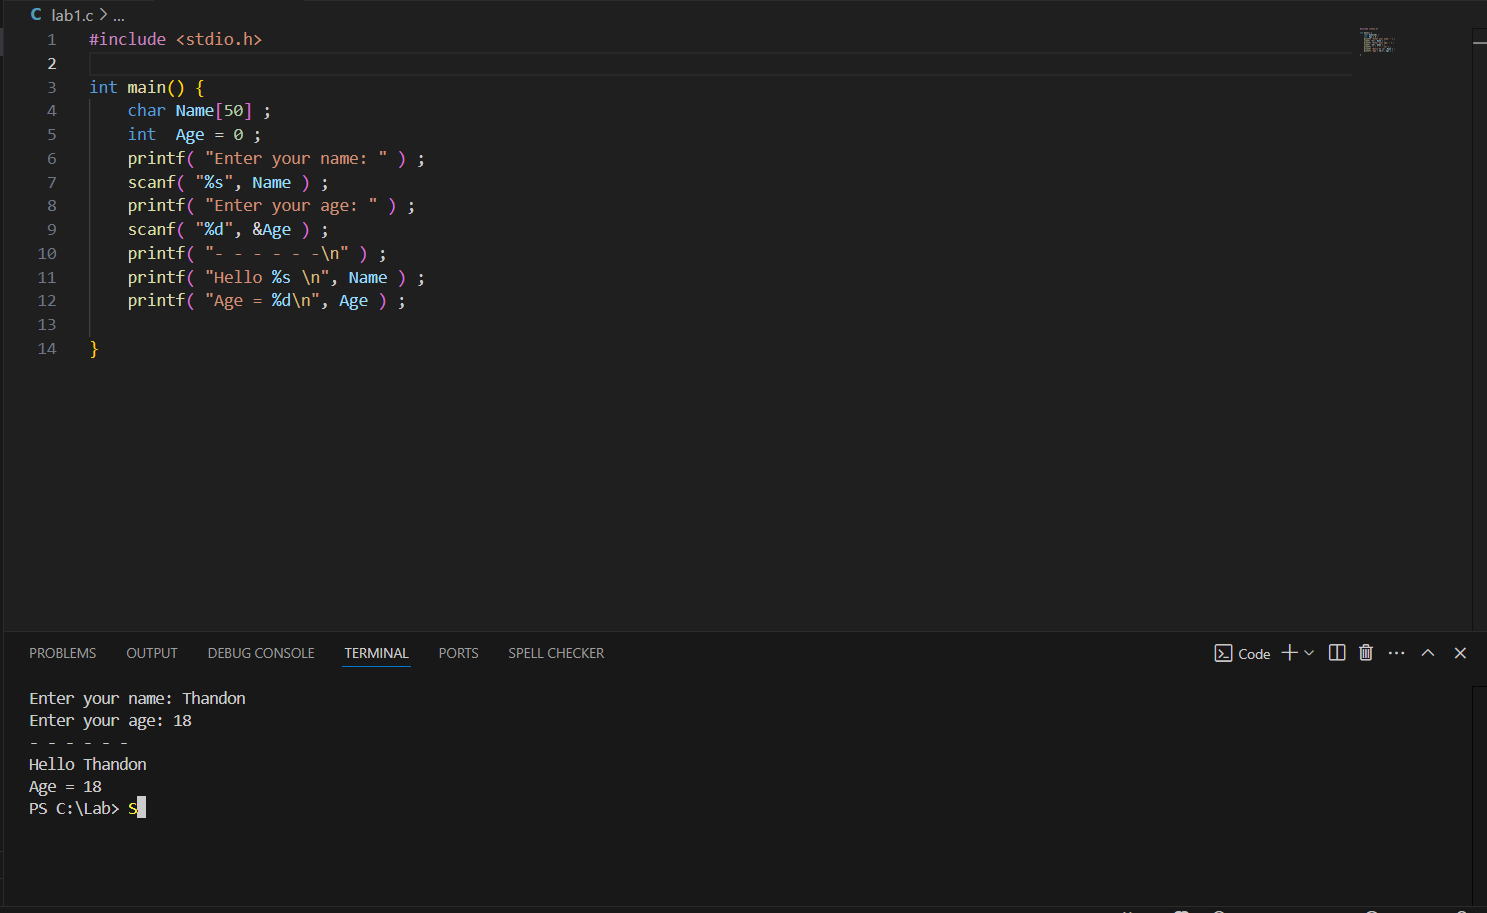 C lab1.c > ...
1 #include <stdio.h>
2
3 int main() {
4     char Name[50] ;
5     int  Age = 0 ;
6     printf( "Enter your name: " ) ;
7     scanf( "%s", Name ) ;
8     printf( "Enter your age: " ) ;
9     scanf( "%d", &Age ) ;
10     printf( "- - - - - -\n" ) ;
11     printf( "Hello %s \n", Name ) ;
12     printf( "Age = %d\n", Age ) ;
13
14 }
PROBLEMS OUTPUT DEBUG CONSOLE TERMINAL PORTS SPELL CHECKER Code
Enter your name: Thandon
Enter your age: 18
- - - - - -
Hello Thandon
Age = 18
PS C:\Lab> S